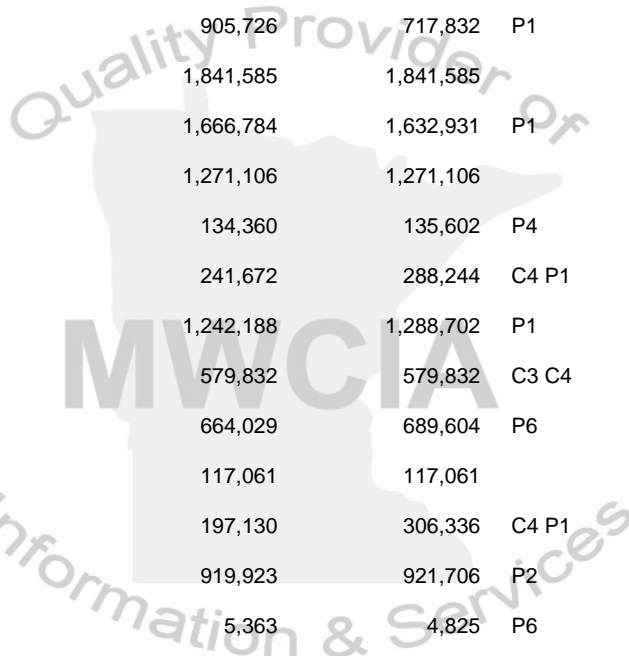 Quality Provider of
905,726 717,832 P1
1,841,585 1,841,585
1,666,784 1,632,931 P1
1,271,106 1,271,106
134,360 135,602 P4
241,672 288,244 C4 P1
1,242,188 1,288,702 P1
MWCIA
579,832 579,832 C3 C4
664,029 689,604 P6
117,061 117,061
197,130 306,336 C4 P1
919,923 921,706 P2
5,363 4,825 P6
Information & Services